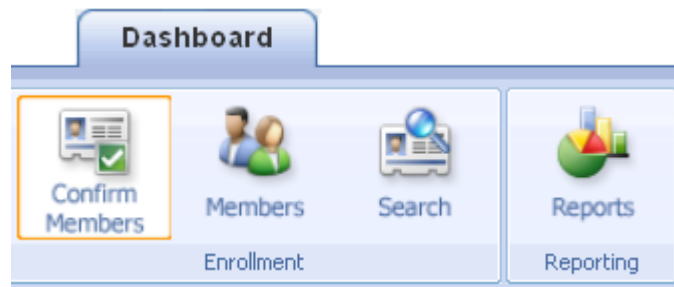 Dashboard
Confirm
Members
Members
Search
Reports
Enrollment
Reporting